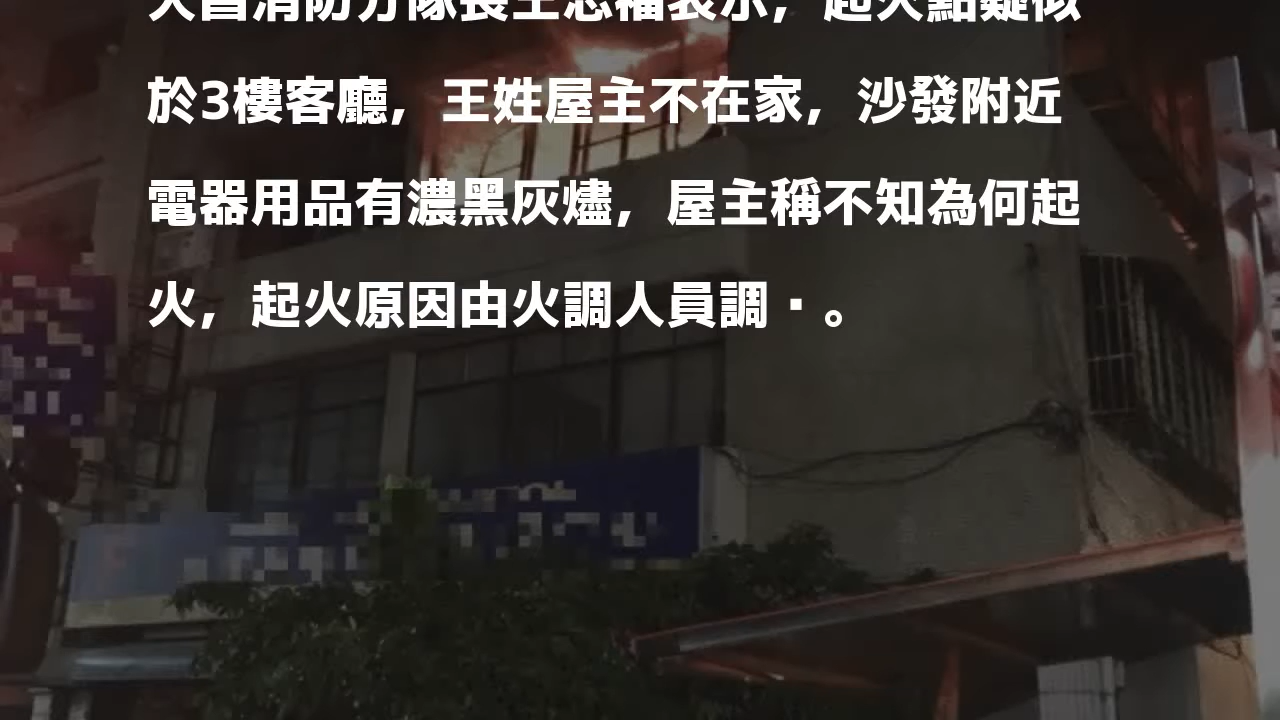 於3樓客廳，王姓屋主不在家，沙發附近
電器用品有濃黑灰燼，屋主稱不知為何起
火，起火原因由火調人員調▪。